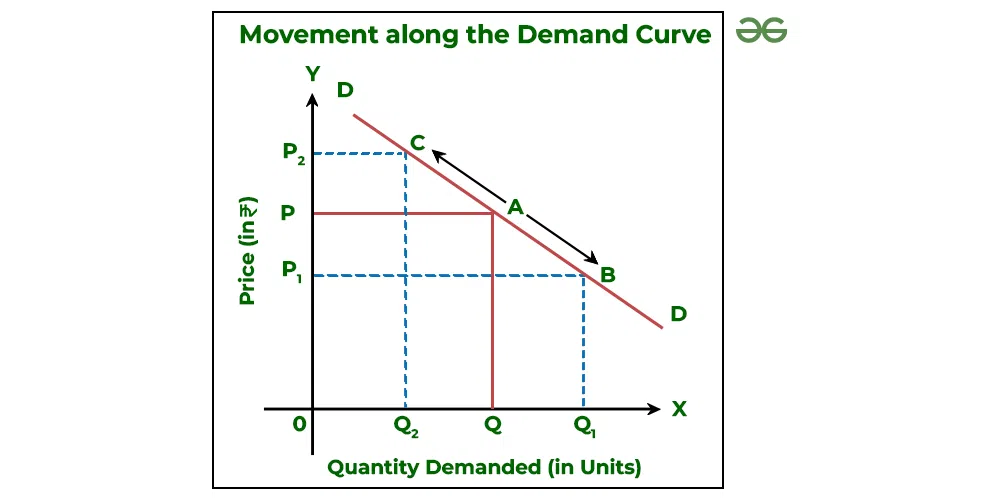 Movement along the Demand Curve
Y
D
C
P₂
A
P
P₁
B
D
Price (in ₹)
0
Q₂
Q
Q₁
X
Quantity Demanded (in Units)